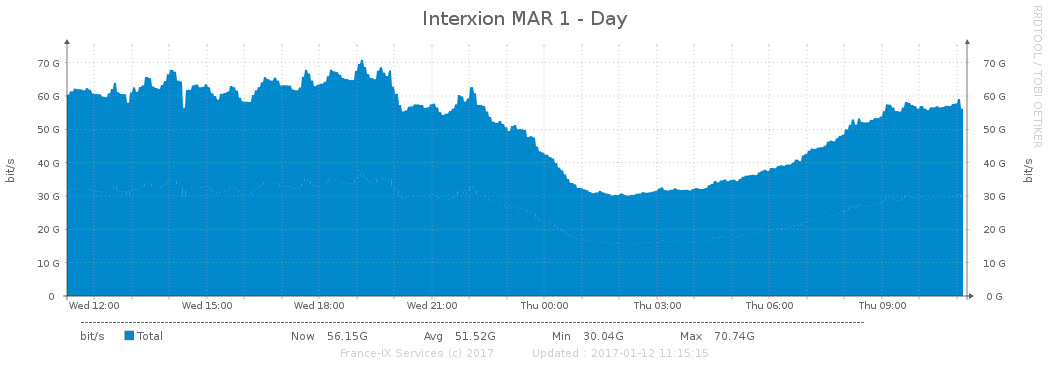 Interxion MAR 1 - Day
RRDTOOL / TOBI OETIKER
bit/s
70 G 70 G
60 G 60 G
50 G 50 G
40 G 40 G
30 G 30 G
20 G 20 G
10 G 10 G
0 0 G
bit/s
Wed 12:00 Wed 15:00 Wed 18:00 Wed 21:00 Thu 00:00 Thu 03:00 Thu 06:00 Thu 09:00
bit/s Total Now 56.15G Avg 51.52G Min 30.04G Max 70.74G
France-IX Services (c) 2017 Updated : 2017-01-12 11:15:15